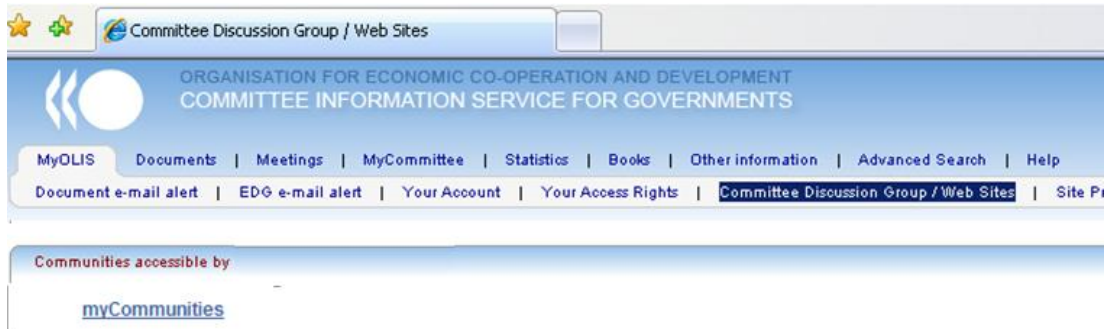 Committee Discussion Group / Web Sites
ORGANISATION FOR ECONOMIC CO-OPERATION AND DEVELOPMENT
COMMITTEE INFORMATION SERVICE FOR GOVERNMENTS
MyOLIS Documents | Meetings | MyCommittee | Statistics | Books | Other information | Advanced Search | Help
Document e-mail alert | EDG e-mail alert | Your Account | Your Access Rights | Committee Discussion Group / Web Sites | Site
Communities accessible by
myCommunities